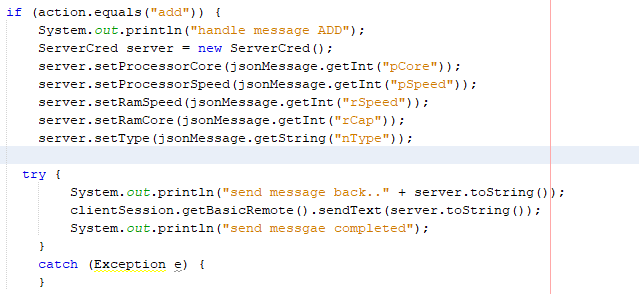 if (action.equals("add")) {
System.out.println("handle message ADD");
ServerCred server = new ServerCred();
server.setProcessorCore(jsonMessage.getInt("pCore"));
server.setProcessorSpeed(jsonMessage.getInt("pSpeed"));
server.setRamSpeed(jsonMessage.getInt("rSpeed"));
server.setRamCore(jsonMessage.getInt("rCap"));
server.setType(jsonMessage.getString("nType"));
try {
System.out.println("send message back.." + server.toString());
clientSession.getBasicRemote().sendText(server.toString());
System.out.println("send messgae completed");
}
catch (Exception e) {
}